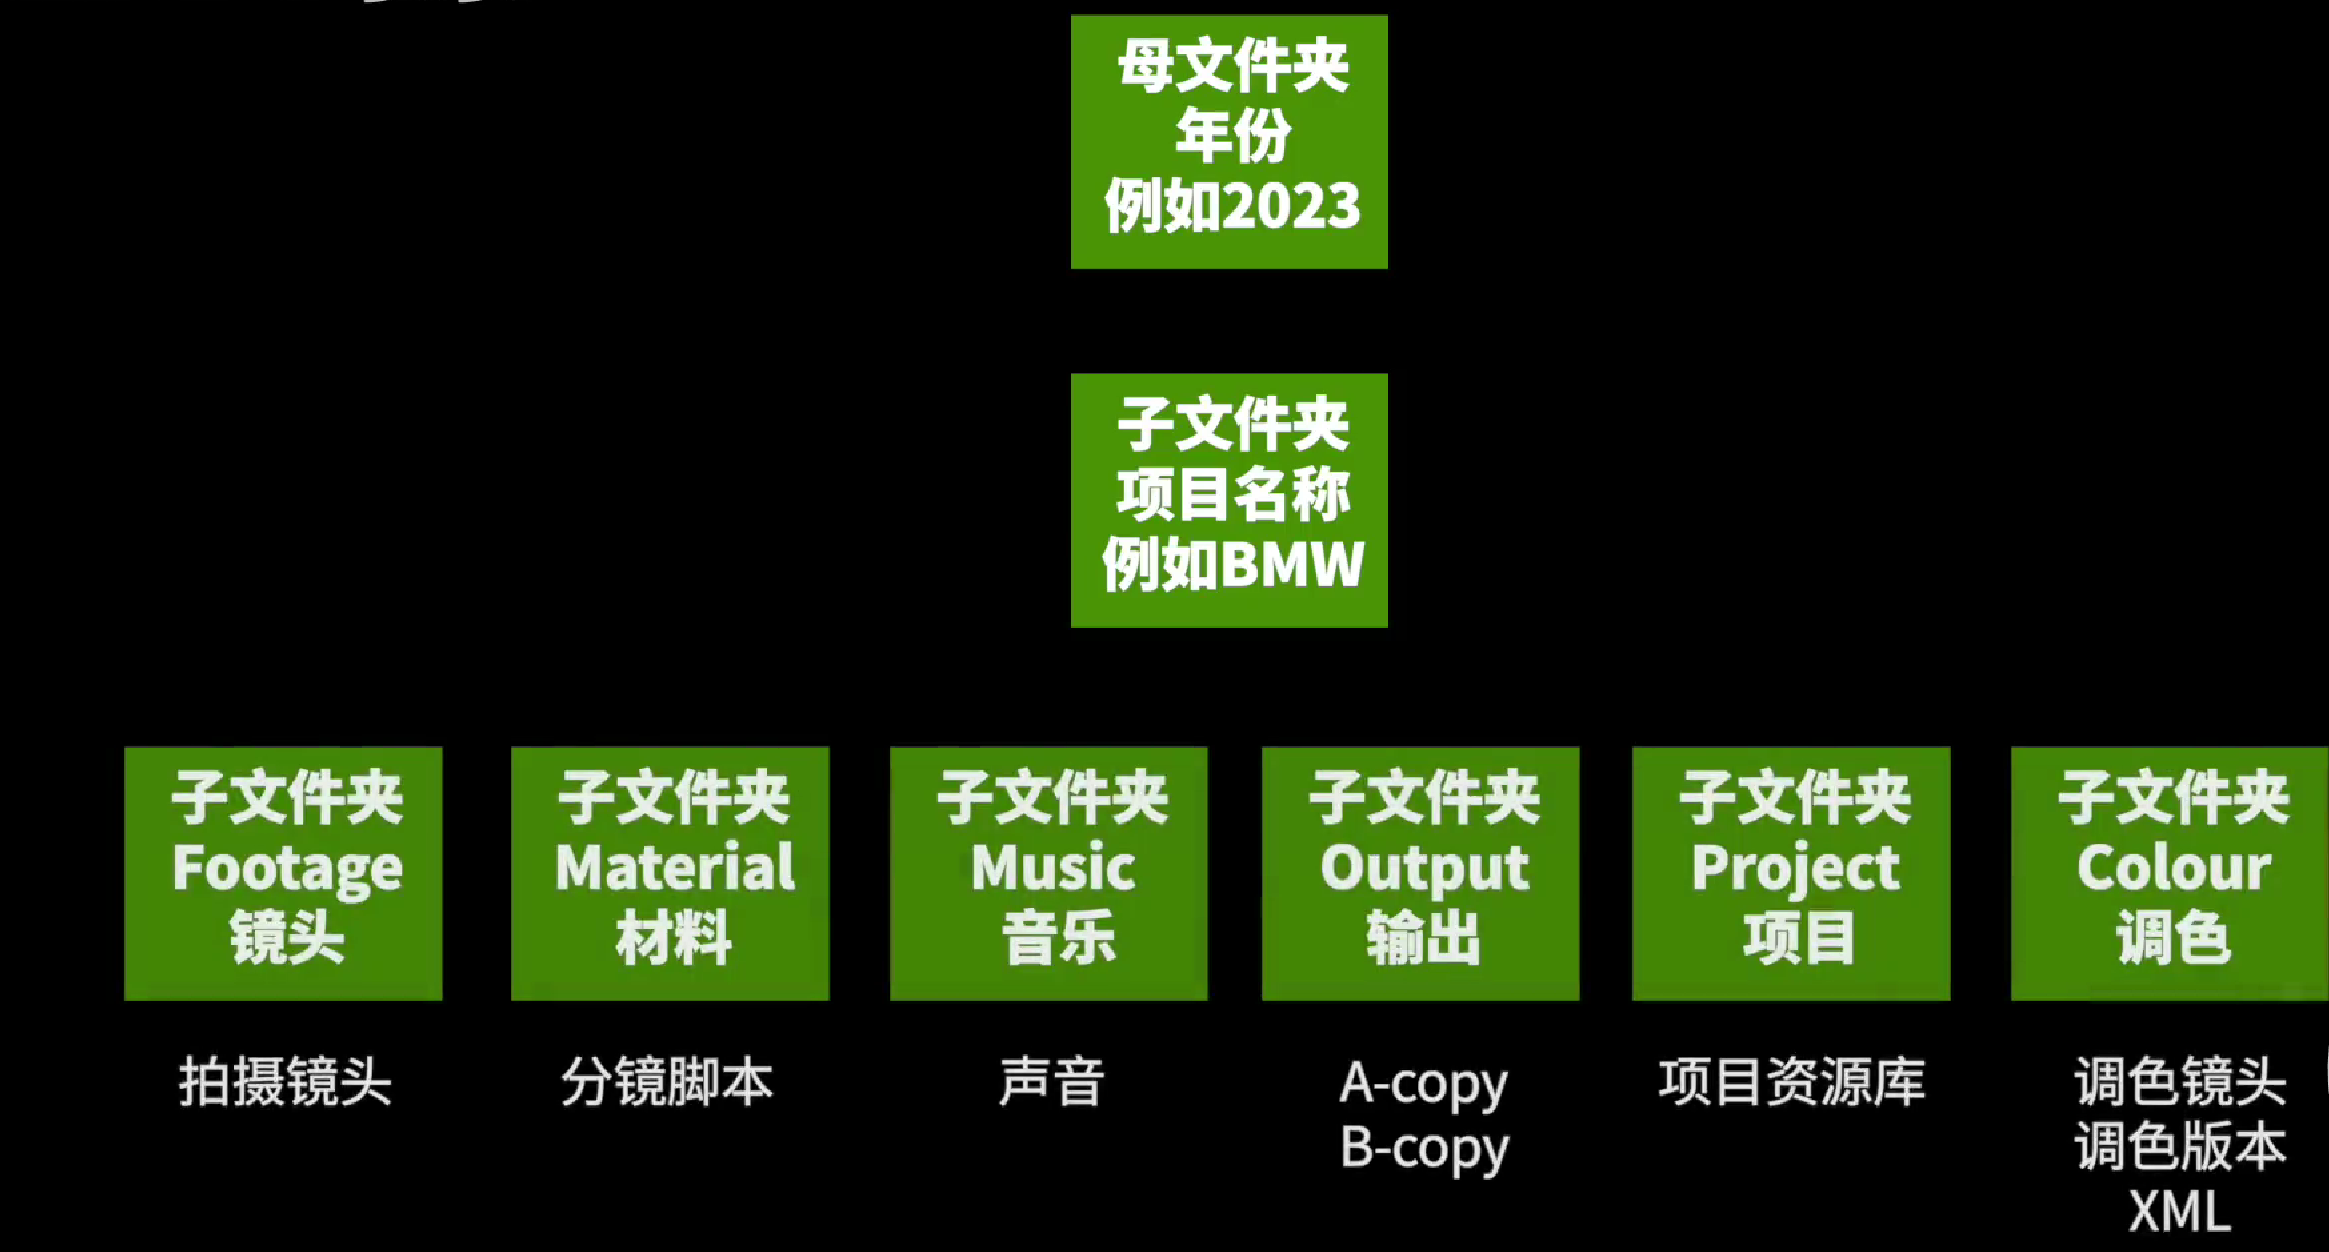 母文件夹
年份
例如2023
子文件夹
项目名称
例如BMW
子文件夹
Footage
镜头
拍摄镜头
子文件夹
Material
材料
分镜脚本
子文件夹
Music
音乐
声音
子文件夹
Output
输出
A-copy
B-copy
子文件夹
Project
项目
项目资源库
子文件夹
Colour
调色
调色镜头
调色版本
XML